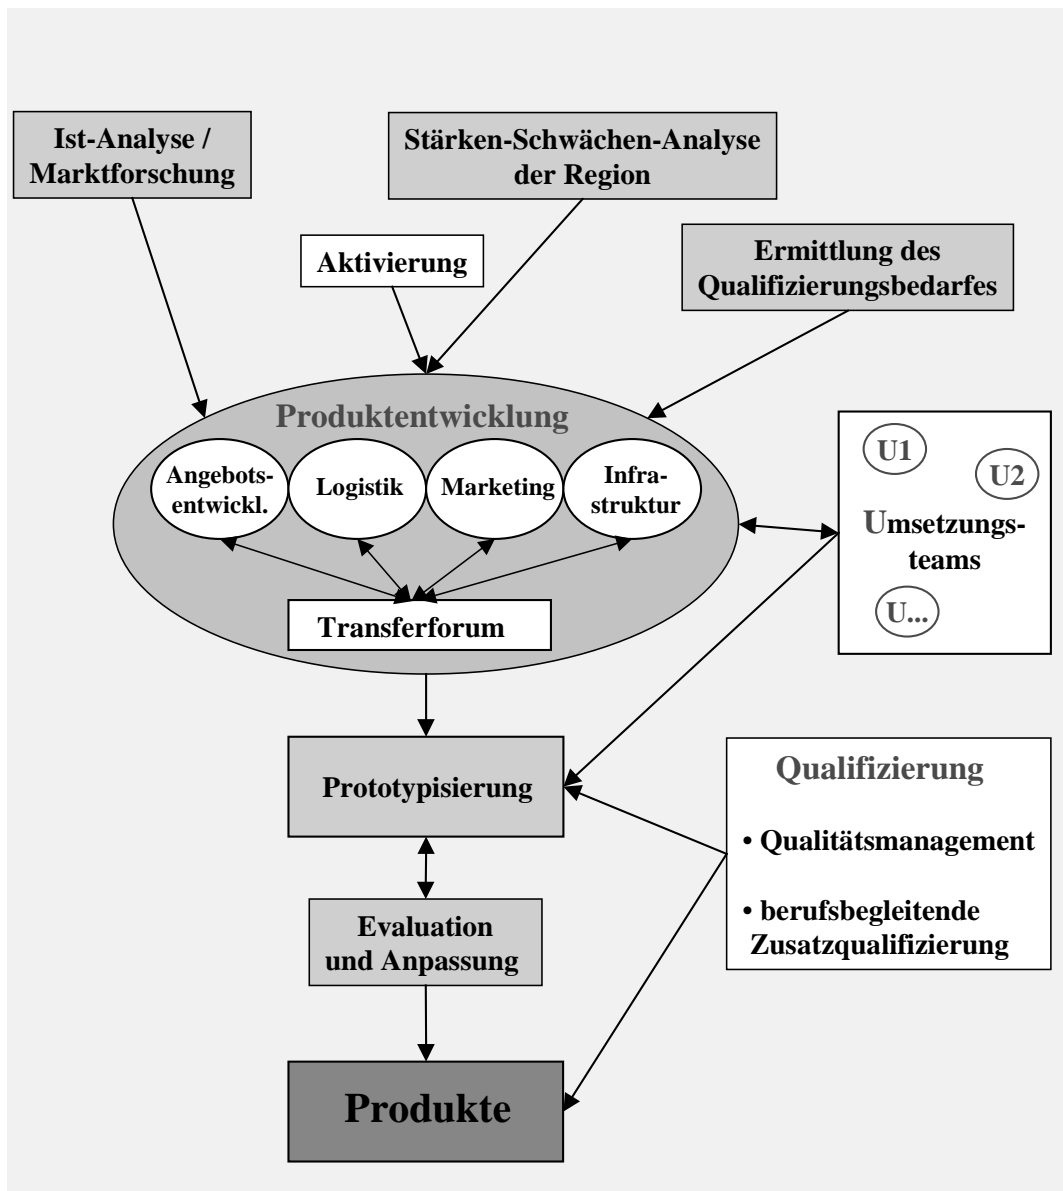 Ist-Analyse /
Marktforschung
Stärken-Schwächen-Analyse
der Region
Aktivierung
Ermittlung des
Qualifizierungsbedarfes
Produktentwicklung
Angebots-
entwickl.
Logistik
Marketing
Infra-
struktur
Transferforum
U1
U2
Umsetzungs-
teams
U...
Prototypisierung
Qualifizierung
• Qualitätsmanagement
• berufsbegleitende
Zusatzqualifizierung
Evaluation
und Anpassung
Produkte